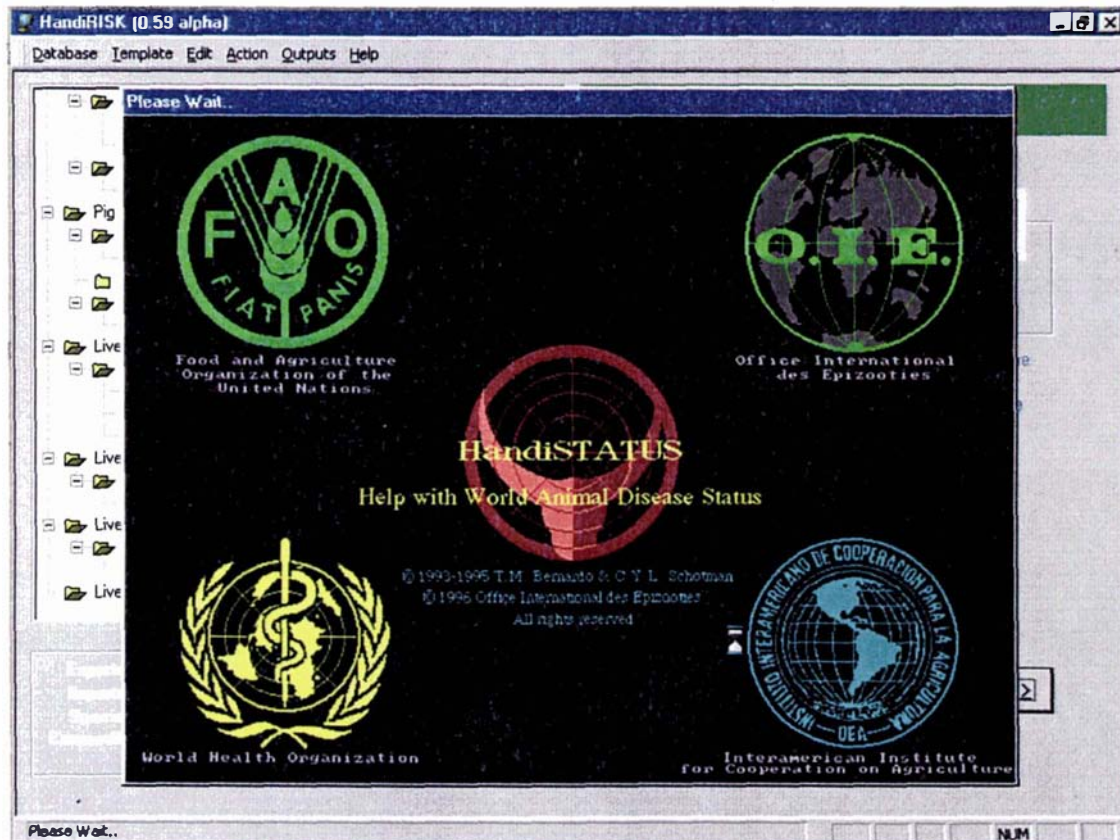 HandiRISK (0.59 alpha)
Database Template Edit Action Outputs Help
Please Wait..
Pig
Live
Live
Live
Live
FAO
FIAT PANIS
Food and Agriculture
Organization of the
United Nations
O.I.E.
Office International
des Epizooties
HandiSTATUS
Help with World Animal Disease Status
© 1993-1995 T.M. Bernardo & C.Y.L. Schotman
© 1996 Office International des Epizooties
All rights reserved
World Health Organization
INSTITUTO INTERAMERICANO DE COOPERACION PARA LA AGRICULTURA
OEA
Interamerican Institute
for Cooperation on Agriculture
Please Wait..
NUM